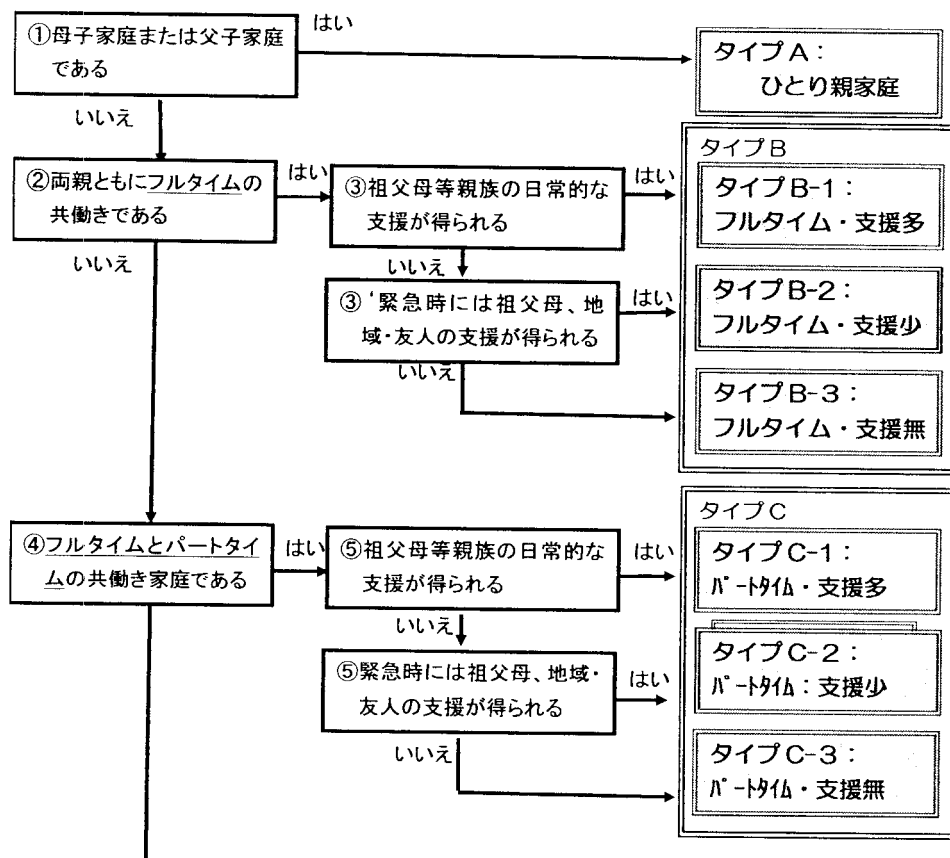 はい
①母子家庭または父子家庭
である
タイプA:
ひとり親家庭
いいえ
タイプB
②両親ともにフルタイムの
共働きである
はい
③祖父母等親族の日常的な
支援が得られる
はい
タイプB-1:
フルタイム・支援多
いいえ
いいえ
③'緊急時には祖父母、地
域・友人の支援が得られる
はい
タイプB-2:
フルタイム・支援少
いいえ
タイプB-3:
フルタイム・支援無
タイプC
④フルタイムとパートタイ
ムの共働き家庭である
はい
⑤祖父母等親族の日常的な
支援が得られる
はい
タイプC-1:
パートタイム・支援多
いいえ
⑤緊急時には祖父母、地域・
友人の支援が得られる
はい
タイプC-2:
パートタイム:支援少
いいえ
タイプC-3:
パートタイム・支援無